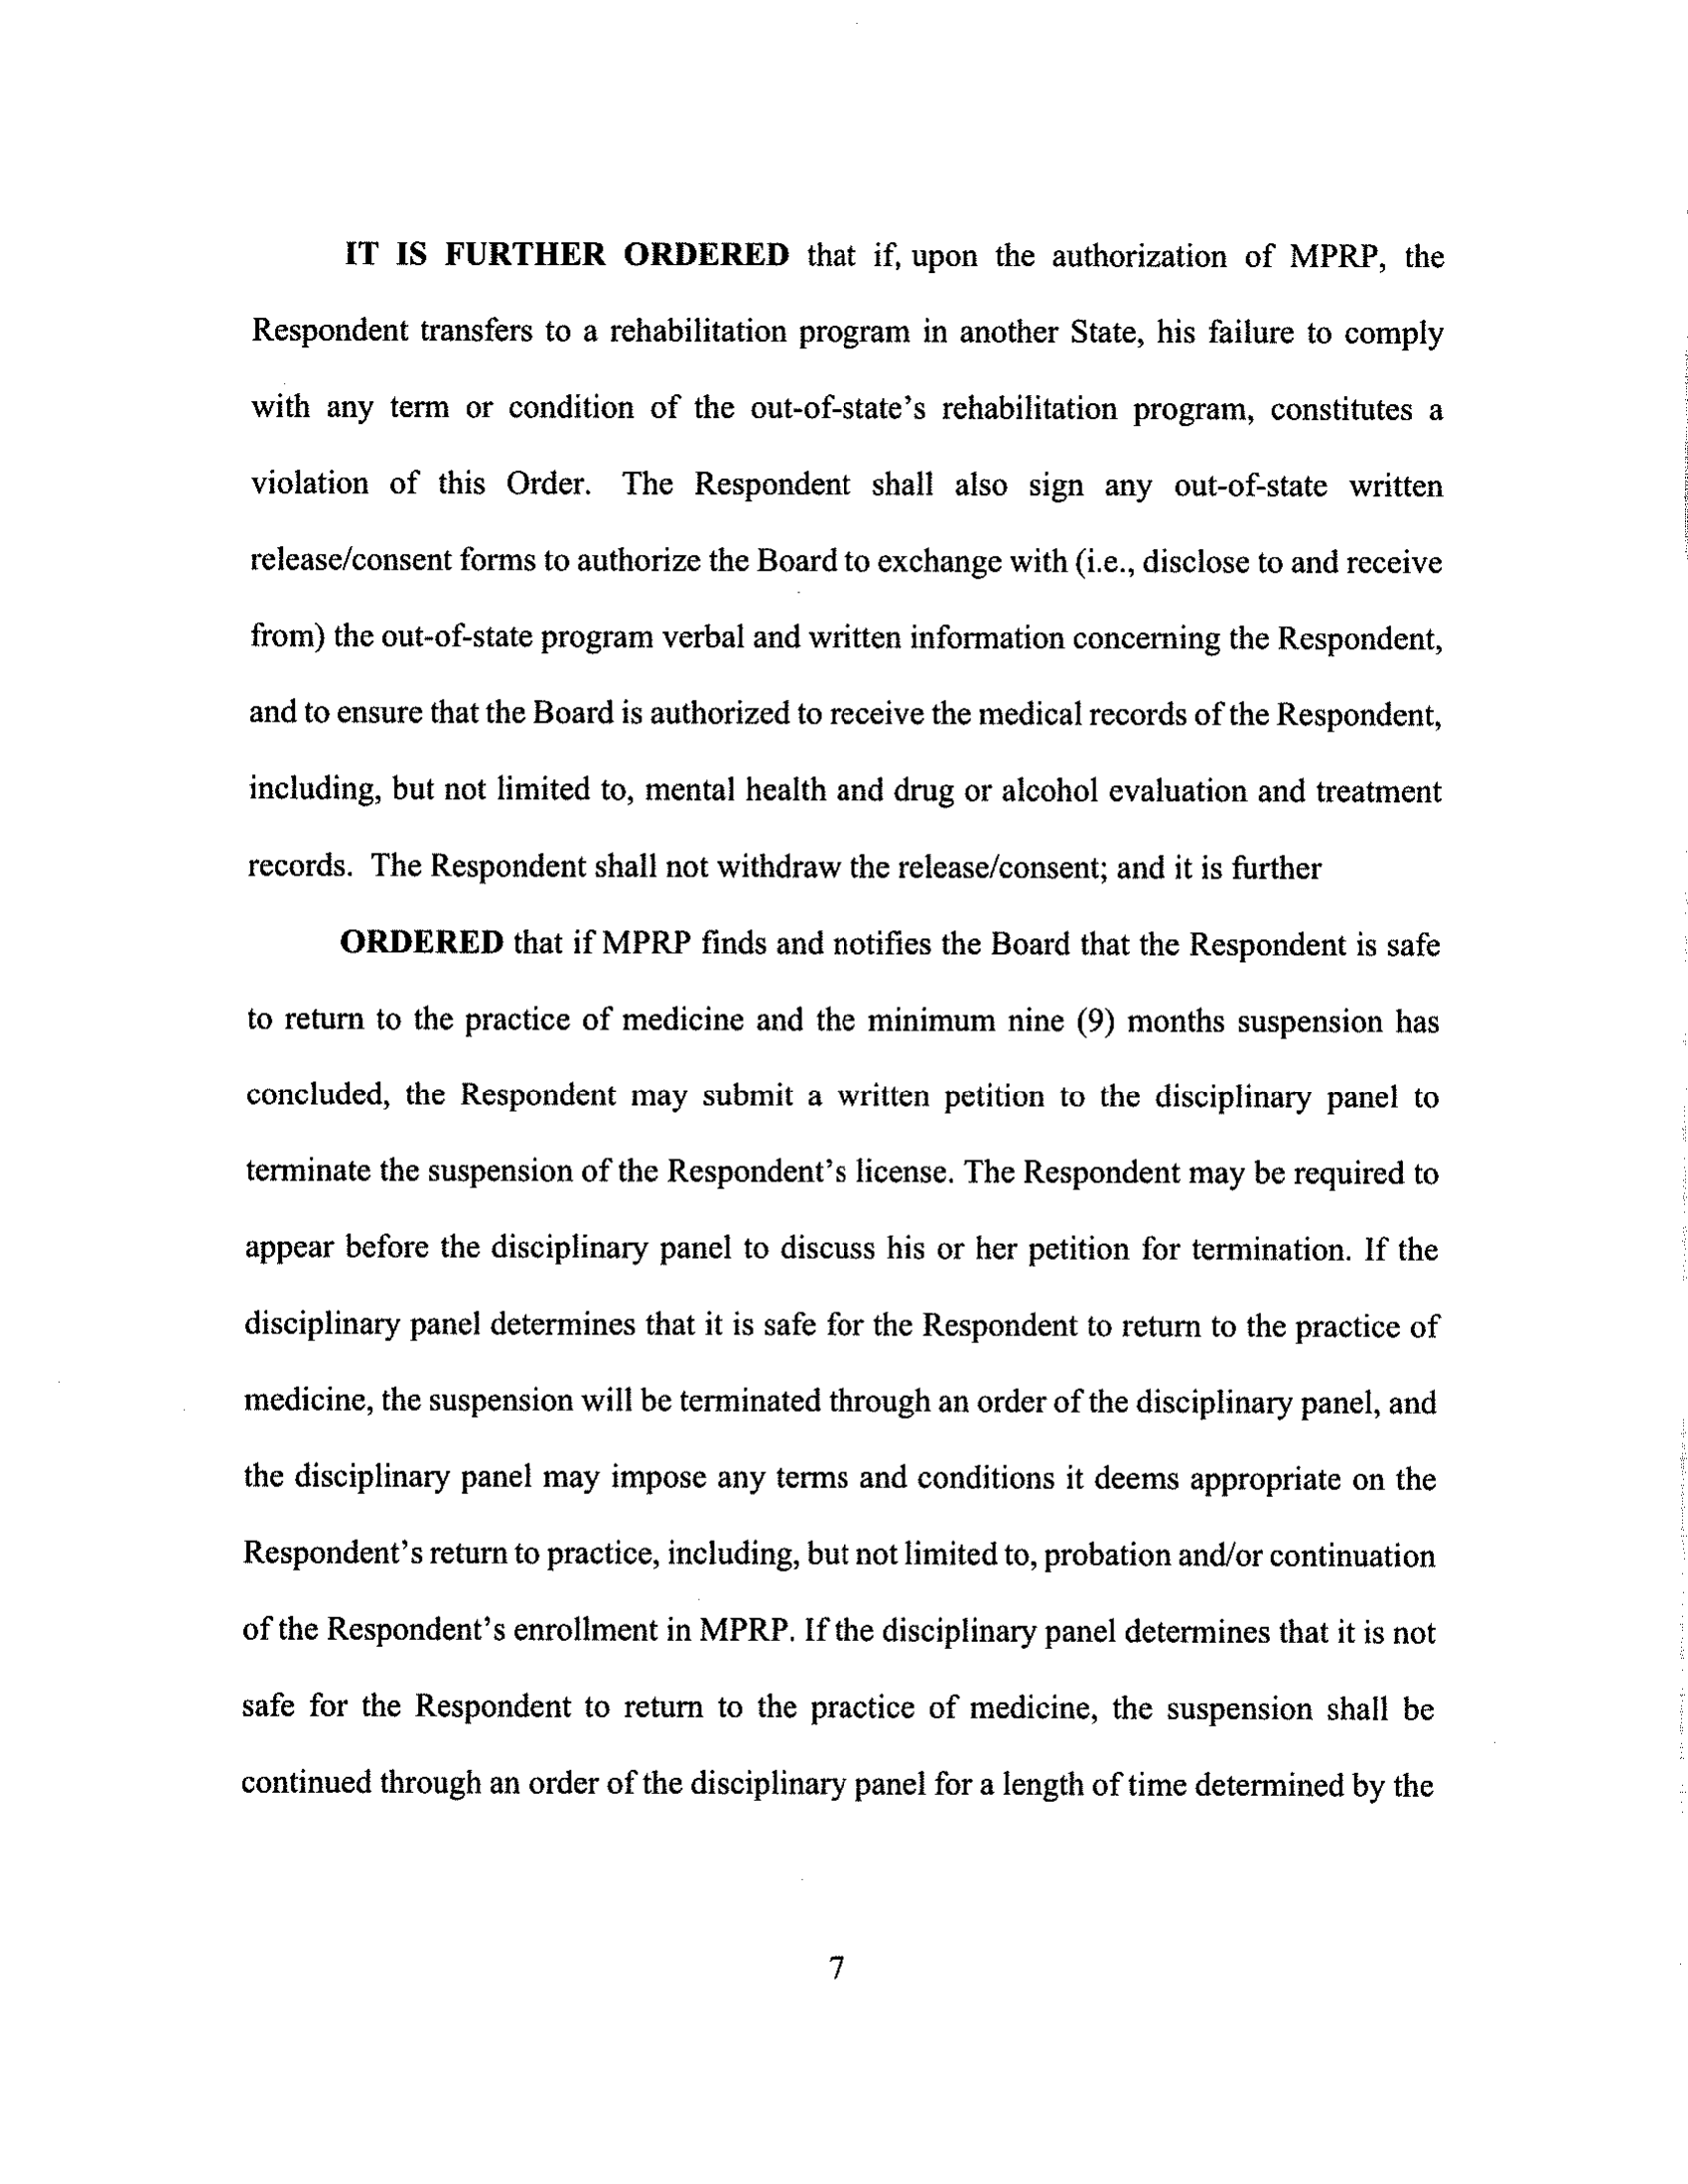 IT IS FURTHER ORDERED that if, upon the authorization of MPRP, the
Respondent transfers to a rehabilitation program in another State, his failure to comply
with any term or condition of the out-of-state's rehabilitation program, constitutes a
violation of this Order. The Respondent shall also sign any out-of-state written
release/consent forms to authorize the Board to exchange with (i.e., disclose to and receive
from) the out-of-state program verbal and written information concerning the Respondent,
and to ensure that the Board is authorized to receive the medical records of the Respondent,
including, but not limited to, mental health and drug or alcohol evaluation and treatment
records. The Respondent shall not withdraw the release/consent; and it is further
ORDERED that if MPRP finds and notifies the Board that the Respondent is safe
to return to the practice of medicine and the minimum nine (9) months suspension has
concluded, the Respondent may submit a written petition to the disciplinary panel to
terminate the suspension of the Respondent's license. The Respondent may be required to
appear before the disciplinary panel to discuss his or her petition for termination. If the
disciplinary panel determines that it is safe for the Respondent to return to the practice of
medicine, the suspension will be terminated through an order of the disciplinary panel, and
the disciplinary panel may impose any terms and conditions it deems appropriate on the
Respondent's return to practice, including, but not limited to, probation and/or continuation
of the Respondent's enrollment in MPRP. If the disciplinary panel determines that it is not
safe for the Respondent to return to the practice of medicine, the suspension shall be
continued through an order of the disciplinary panel for a length of time determined by the
7